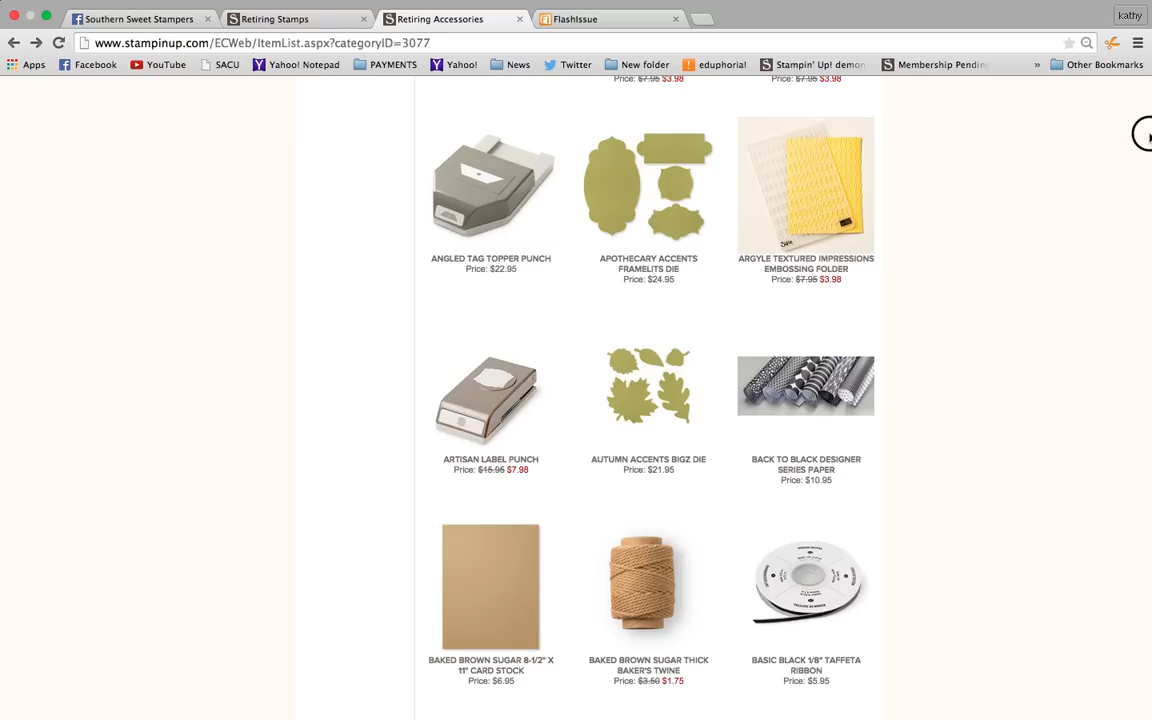 Southern Sweet Stampers
Retiring Stamps
Retiring Accessories
FlashIssue
kathy
www.stampinup.com/ECWeb/ItemList.aspx?categoryID=3077
Apps
Facebook
YouTube
SACU
Yahoo! Notepad
PAYMENTS
Yahoo!
News
Twitter
New folder
eduphoria!
Stampin' Up! demon
Membership Pending
»
Other Bookmarks
Price: $7.95 $3.98
Price: $7.95 $3.98
ANGLED TAG TOPPER PUNCH
Price: $22.95
APOTHECARY ACCENTS
FRAMELITS DIE
Price: $24.95
ARGYLE TEXTURED IMPRESSIONS
EMBOSSING FOLDER
Price: $7.95 $3.98
ARTISAN LABEL PUNCH
Price: $15.95 $7.98
AUTUMN ACCENTS BIGZ DIE
Price: $21.95
BACK TO BLACK DESIGNER
SERIES PAPER
Price: $10.95
BAKED BROWN SUGAR 8-1/2" X
11" CARD STOCK
Price: $6.95
BAKED BROWN SUGAR THICK
BAKER'S TWINE
Price: $3.50 $1.75
BASIC BLACK 1/8" TAFFETA
RIBBON
Price: $5.95